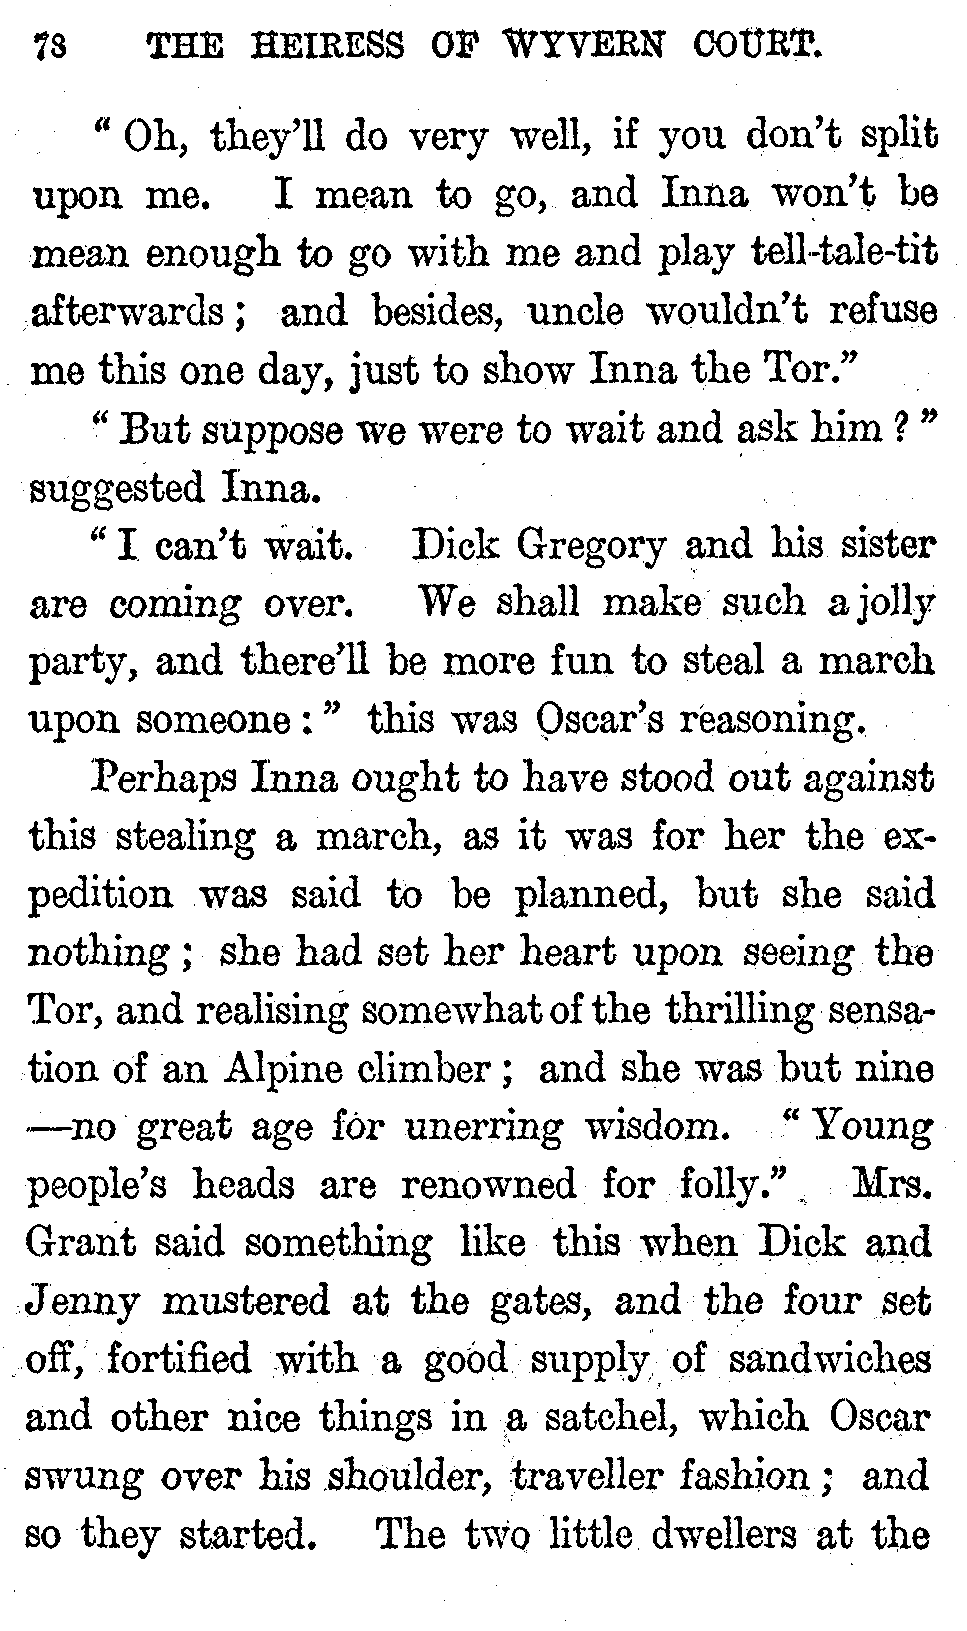 78 THE HEIRESS OF WYVERN COURT.
“Oh, they’ll do very well, if you don’t split
upon me. I mean to go, and Inna won’t be
mean enough to go with me and play tell-tale-tit
afterwards; and besides, uncle wouldn’t refuse
me this one day, just to show Inna the Tor.”
“But suppose we were to wait and ask him?”
suggested Inna.
“I can’t wait. Dick Gregory and his sister
are coming over. We shall make such a jolly
party, and there’ll be more fun to steal a march
upon someone:” this was Oscar’s reasoning.
Perhaps Inna ought to have stood out against
this stealing a march, as it was for her the ex-
pedition was said to be planned, but she said
nothing; she had set her heart upon seeing the
Tor, and realising somewhat of the thrilling sensa-
tion of an Alpine climber; and she was but nine
—no great age for unerring wisdom. “Young
people’s heads are renowned for folly.” Mrs.
Grant said something like this when Dick and
Jenny mustered at the gates, and the four set
off, fortified with a good supply of sandwiches
and other nice things in a satchel, which Oscar
swung over his shoulder, traveller fashion; and
so they started. The two little dwellers at the